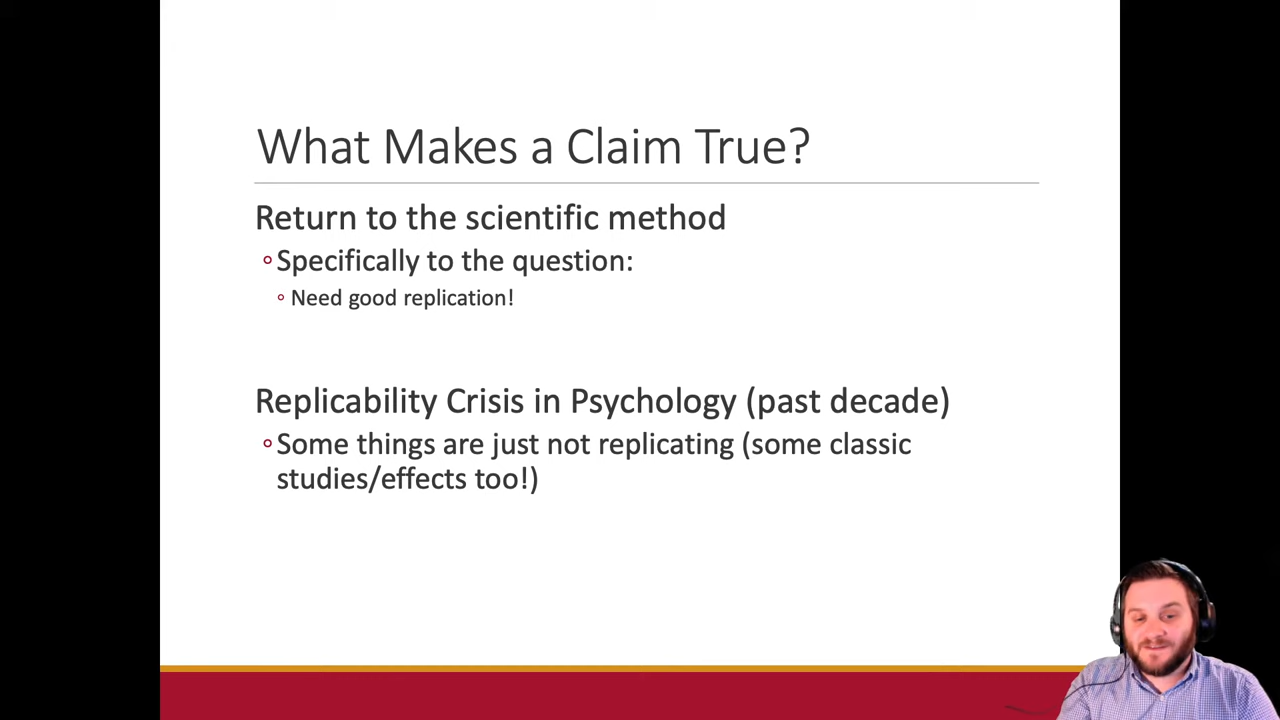 What Makes a Claim True?
Return to the scientific method
Specifically to the question:
Need good replication!
Replicability Crisis in Psychology (past decade)
Some things are just not replicating (some classic
studies/effects too!)